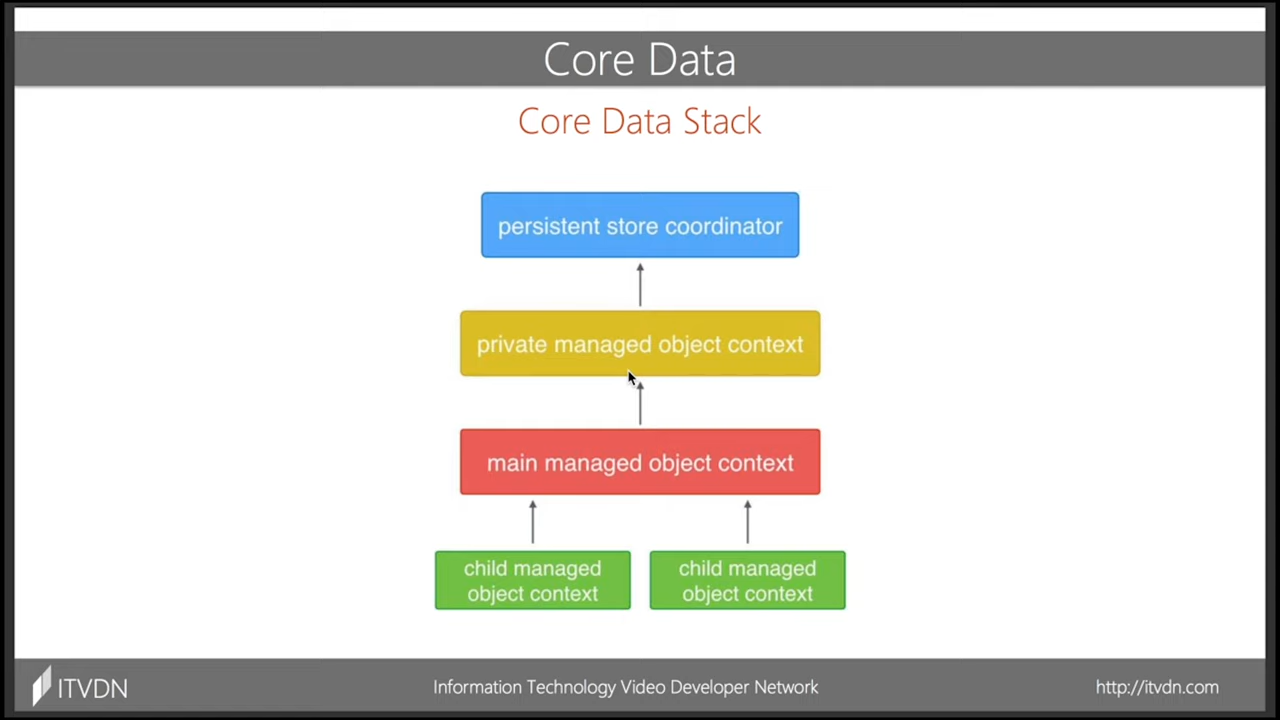 Core Data
Core Data Stack
persistent store coordinator
private managed object context
main managed object context
child managed
object context
child managed
object context
ITVDN
Information Technology Video Developer Network
http://itvdn.com